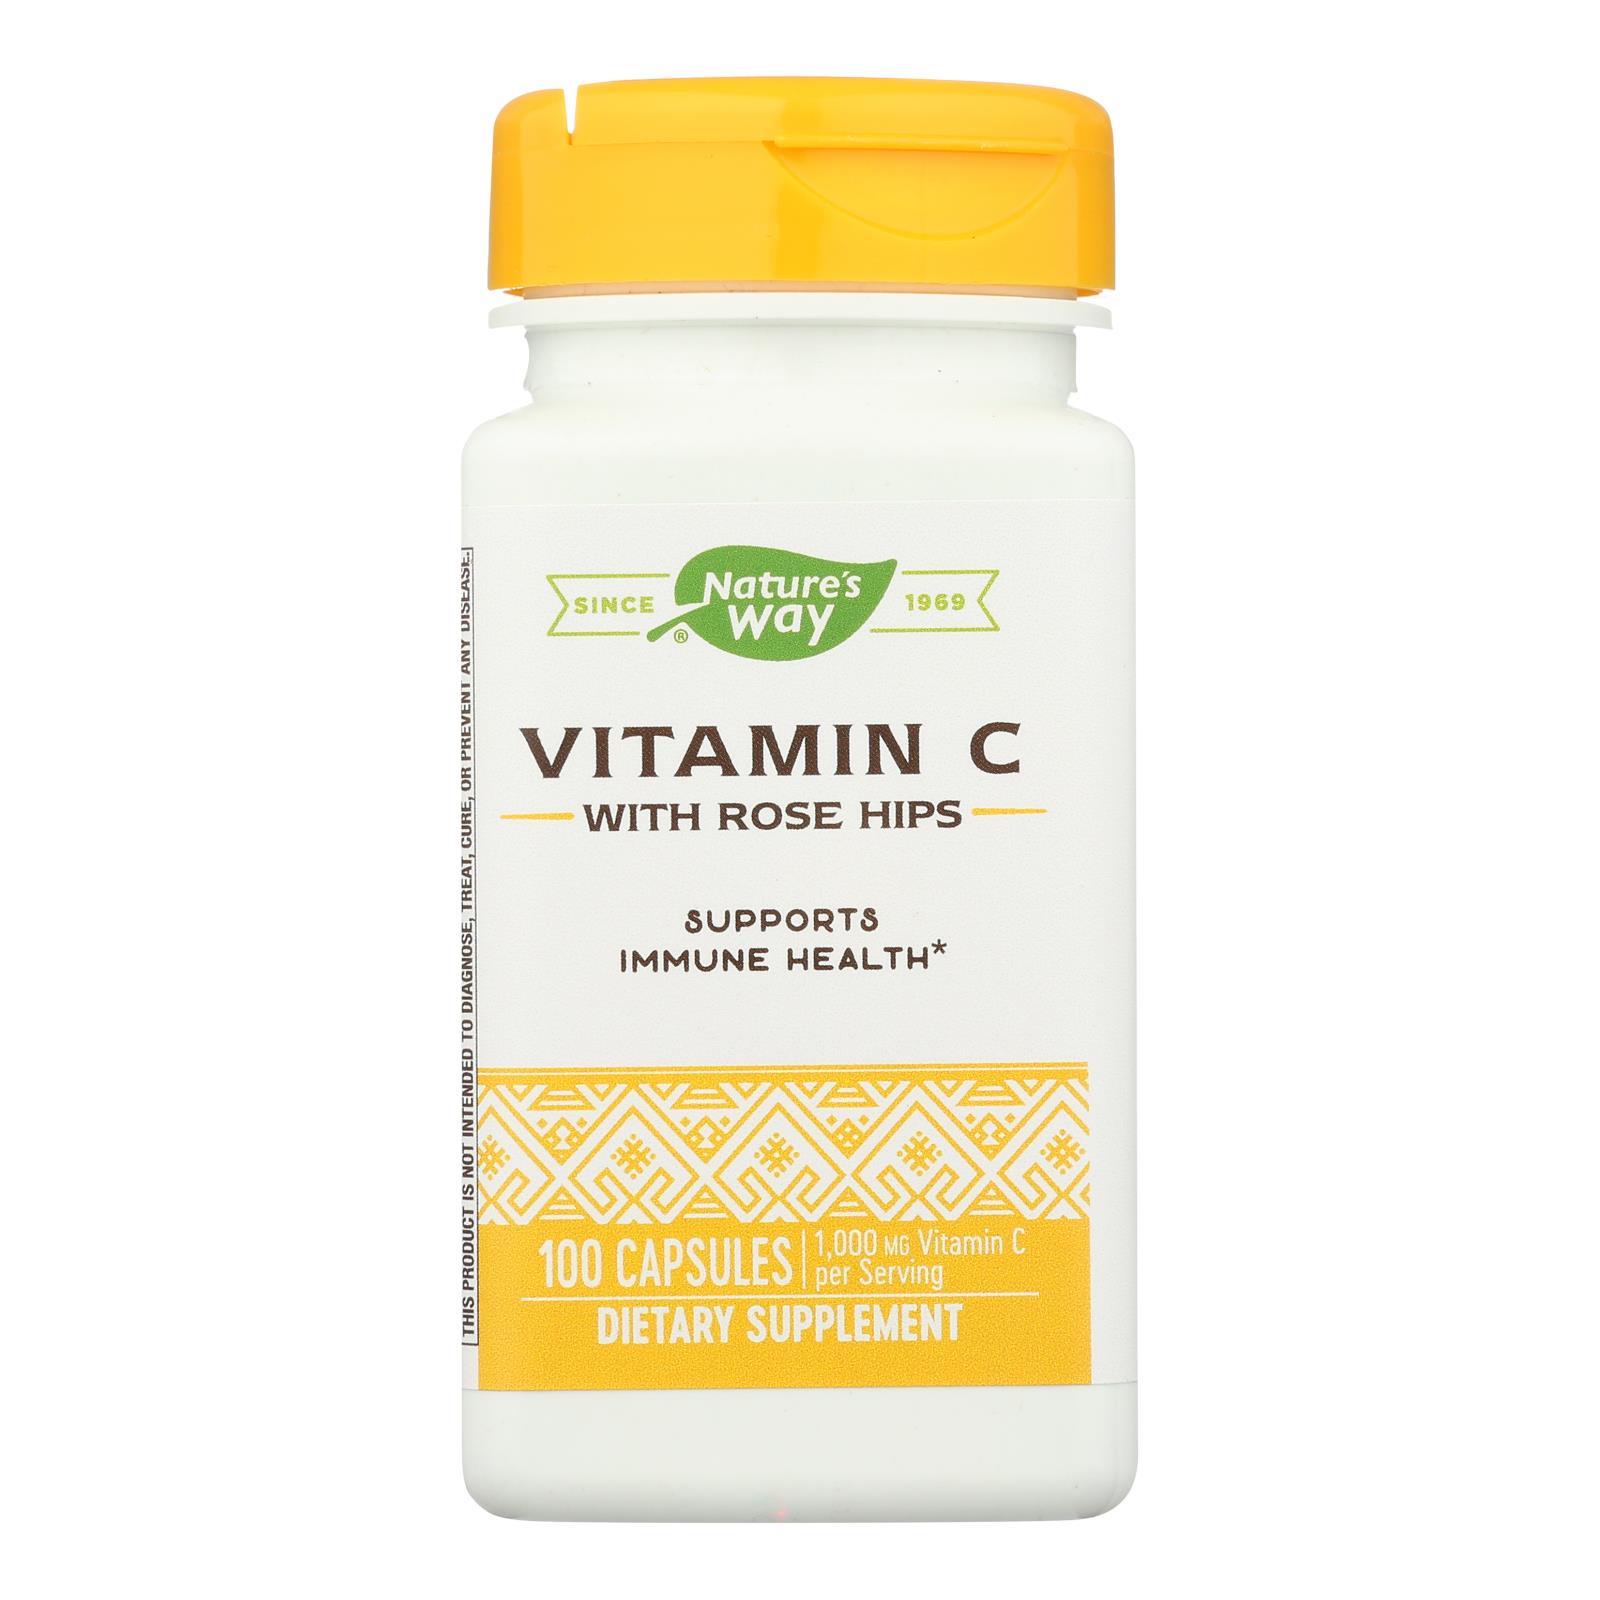 SINCE
Nature's
Way
®
1969
VITAMIN C
WITH ROSE HIPS
SUPPORTS
IMMUNE HEALTH*
100 CAPSULES
1,000 MG Vitamin C
per Serving
DIETARY SUPPLEMENT
THIS PRODUCT IS NOT INTENDED TO DIAGNOSE, TREAT, CURE, OR PREVENT ANY DISEASE.